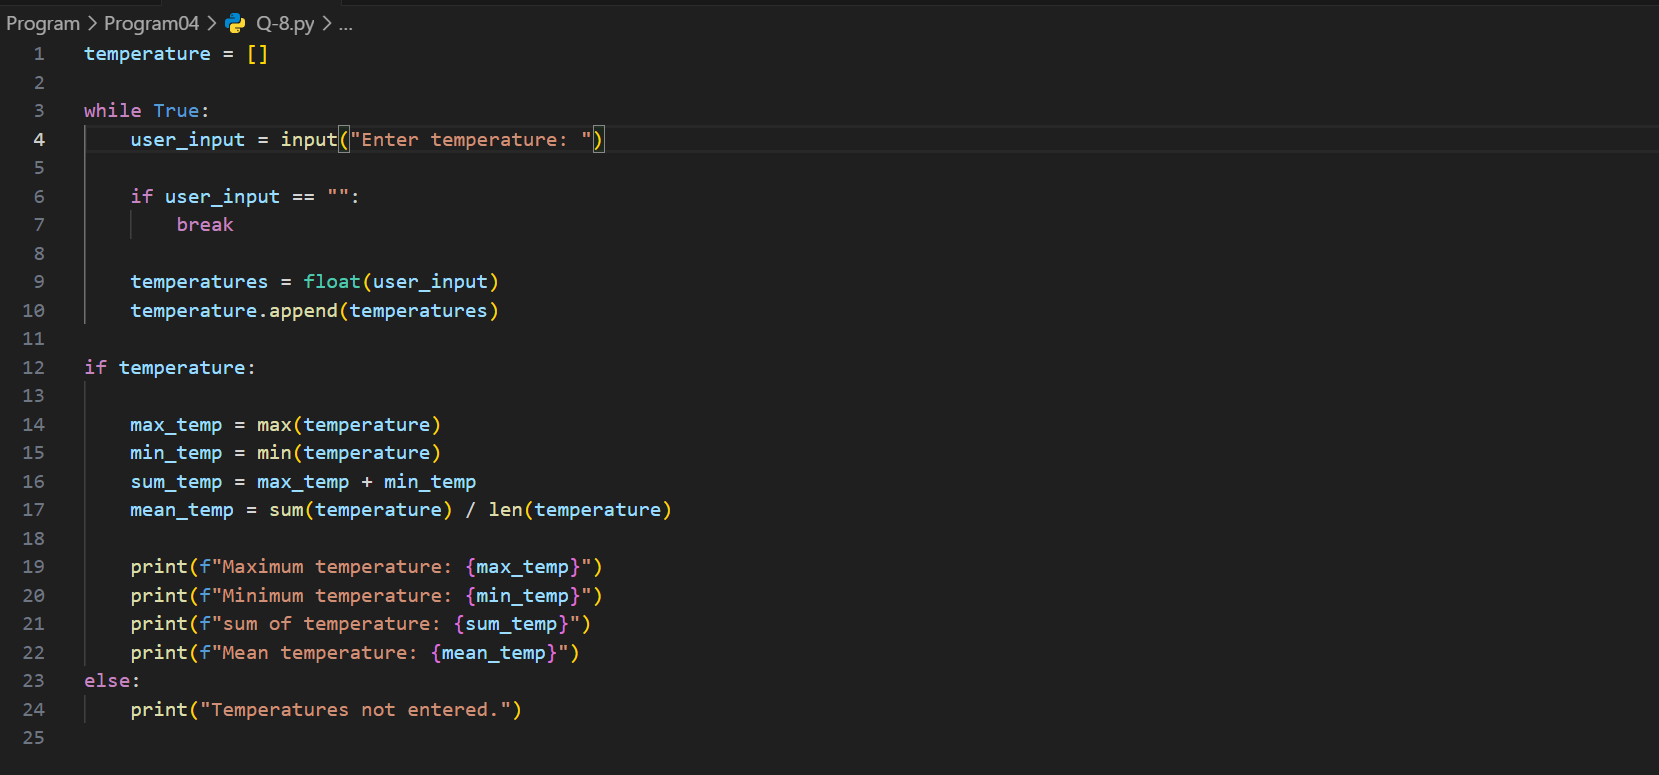 Program > Program04 > Q-8.py > ...
1 temperature = []
2
3 while True:
4     user_input = input("Enter temperature: ")
5
6     if user_input == "":
7         break
8
9     temperatures = float(user_input)
10     temperature.append(temperatures)
11
12 if temperature:
13
14     max_temp = max(temperature)
15     min_temp = min(temperature)
16     sum_temp = max_temp + min_temp
17     mean_temp = sum(temperature) / len(temperature)
18
19     print(f"Maximum temperature: {max_temp}")
20     print(f"Minimum temperature: {min_temp}")
21     print(f"sum of temperature: {sum_temp}")
22     print(f"Mean temperature: {mean_temp}")
23 else:
24     print("Temperatures not entered.")
25